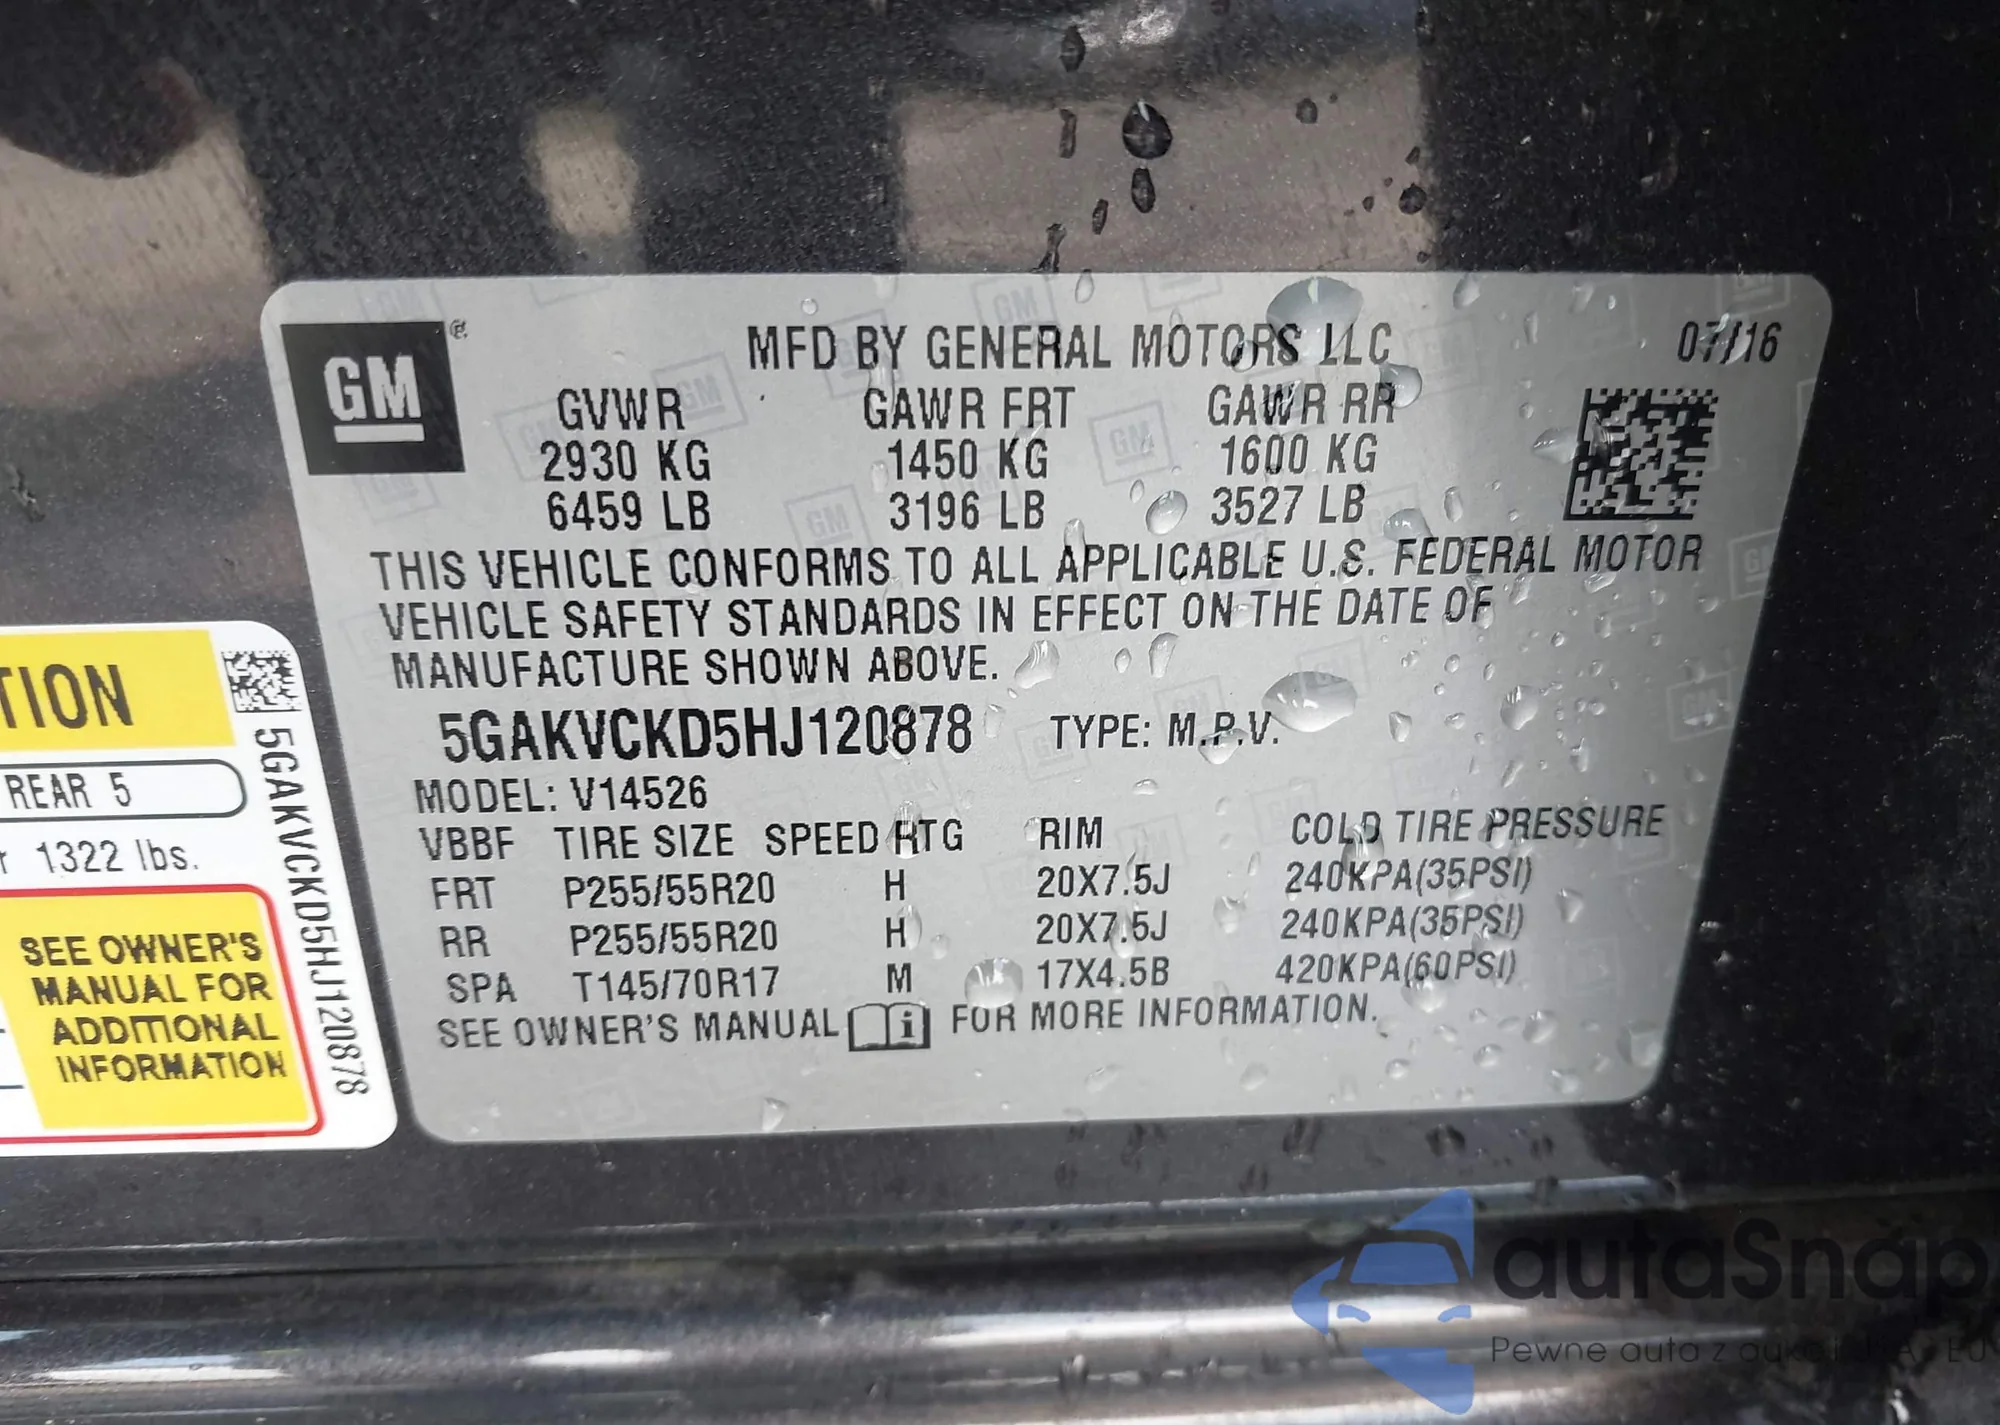 GM ®
MFD BY GENERAL MOTORS LLC 07/16
GVWR GAWR FRT GAWR RR
2930 KG 1450 KG 1600 KG
6459 LB 3196 LB 3527 LB
THIS VEHICLE CONFORMS TO ALL APPLICABLE U.S. FEDERAL MOTOR
VEHICLE SAFETY STANDARDS IN EFFECT ON THE DATE OF
MANUFACTURE SHOWN ABOVE.
5GAKVCKD5HJ120878 TYPE: M.P.V.
MODEL: V14526
VBBF TIRE SIZE SPEED RTG RIM COLD TIRE PRESSURE
FRT P255/55R20 H 20X7.5J 240KPA(35PSI)
RR P255/55R20 H 20X7.5J 240KPA(35PSI)
SPA T145/70R17 M 17X4.5B 420KPA(60PSI)
SEE OWNER'S MANUAL i FOR MORE INFORMATION.
TION
REAR 5
r 1322 lbs.
SEE OWNER'S
MANUAL FOR
ADDITIONAL
INFORMATION
5GAKVCKD5HJ120878
autaSnap
Pewne auta z EU